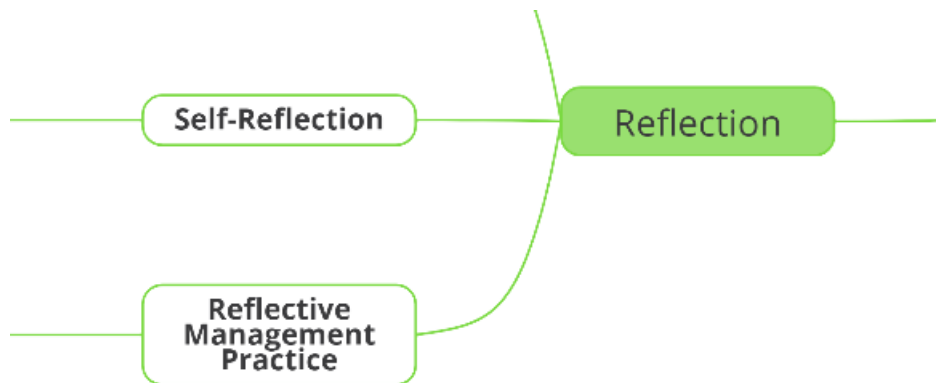 Self-Reflection
Reflection
Reflective
Management
Practice